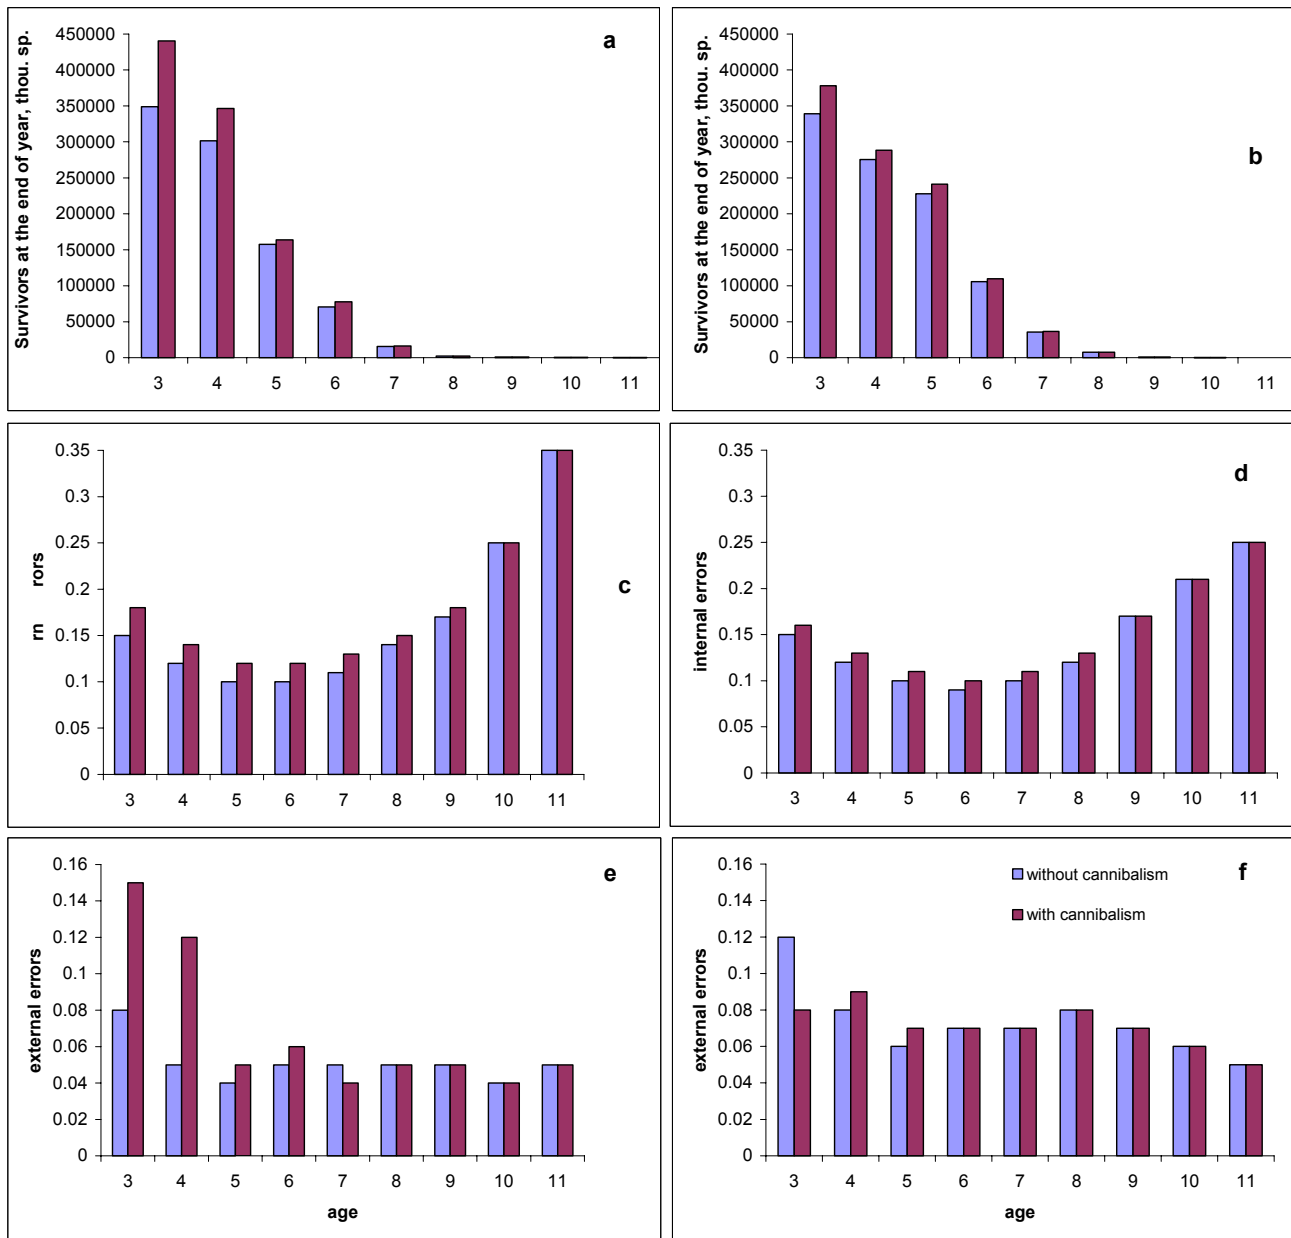 a
Survivors at the end of year, thou. sp.
450000
400000
350000
300000
250000
200000
150000
100000
50000
0
3 4 5 6 7 8 9 10 11
b
Survivors at the end of year, thou. sp.
450000
400000
350000
300000
250000
200000
150000
100000
50000
0
3 4 5 6 7 8 9 10 11
c
rn rors
0.35
0.3
0.25
0.2
0.15
0.1
0.05
0
3 4 5 6 7 8 9 10 11
d
internal errors
0.35
0.3
0.25
0.2
0.15
0.1
0.05
0
3 4 5 6 7 8 9 10 11
e
external errors
0.16
0.14
0.12
0.1
0.08
0.06
0.04
0.02
0
3 4 5 6 7 8 9 10 11
age
f
without cannibalism
with cannibalism
external errors
0.16
0.14
0.12
0.1
0.08
0.06
0.04
0.02
0
3 4 5 6 7 8 9 10 11
age